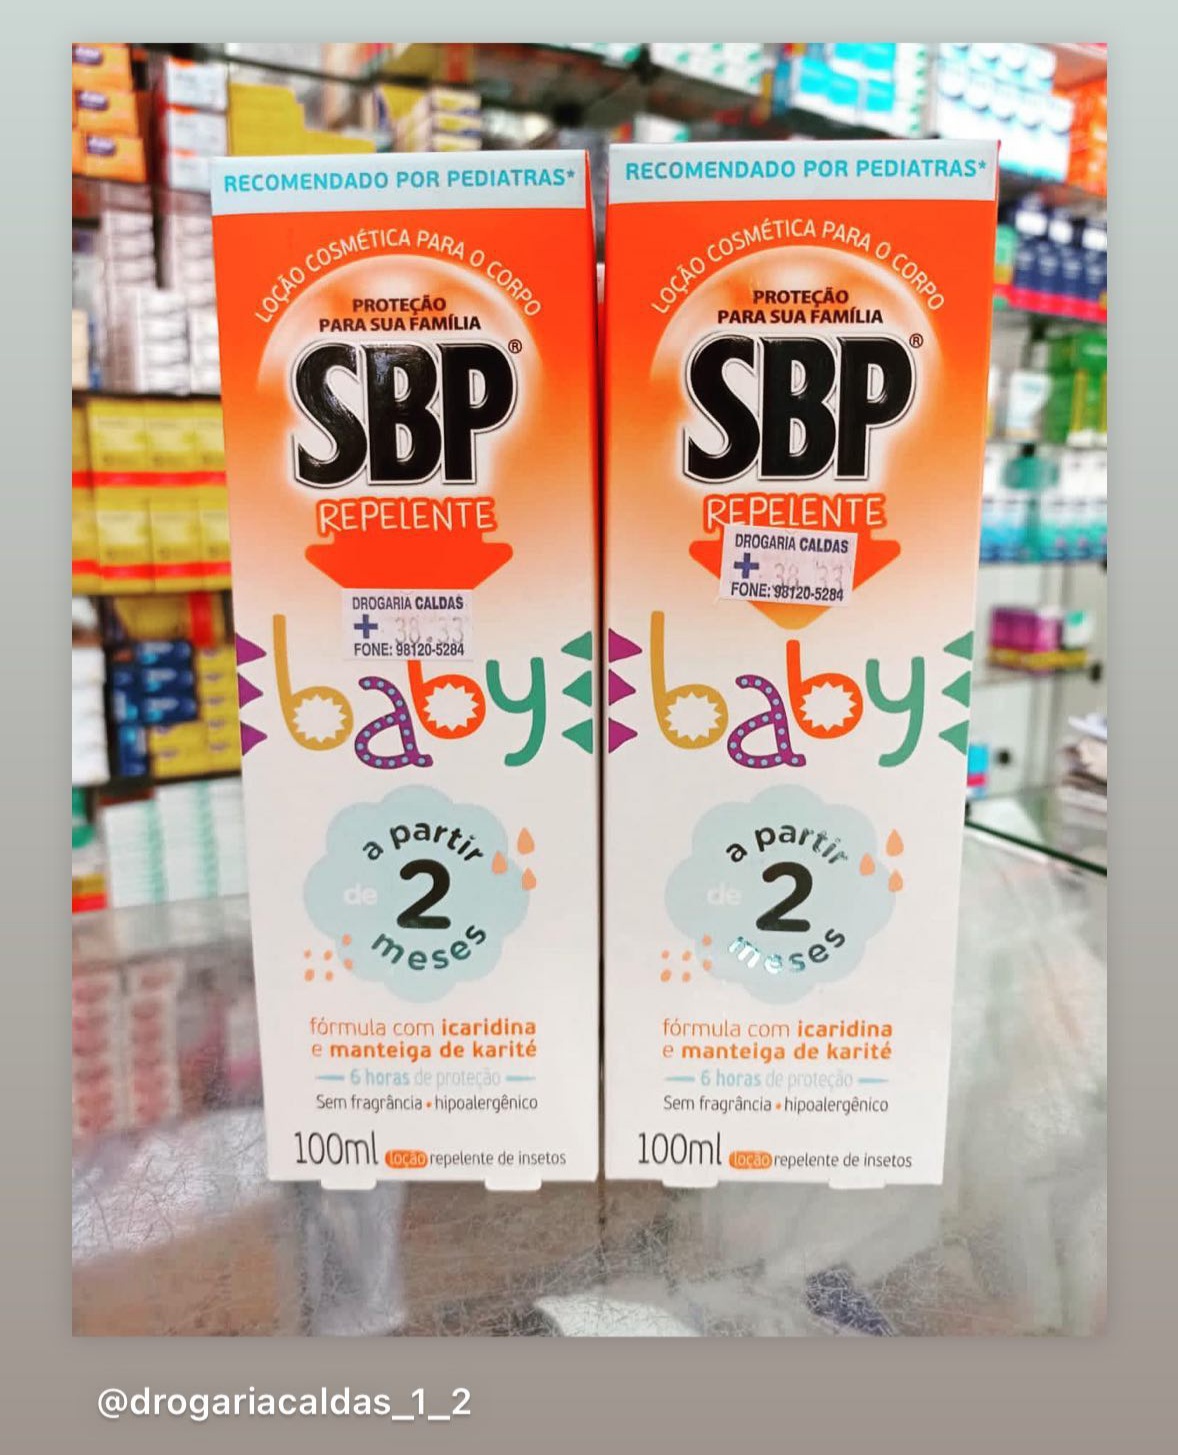 RECOMENDADO POR PEDIATRAS*
LOÇÃO COSMÉTICA PARA O CORPO
PROTEÇÃO
PARA SUA FAMÍLIA
SBP®
REPELENTE
DROGARIA CALDAS
+ 38.33
FONE: 98120-5284
baby
a partir
de
2
meses
fórmula com icaridina
e manteiga de karité
6 horas de proteção
Sem fragrância • hipoalergênico
100ml loção repelente de insetos
RECOMENDADO POR PEDIATRAS*
LOÇÃO COSMÉTICA PARA O CORPO
PROTEÇÃO
PARA SUA FAMÍLIA
SBP®
REPELENTE
DROGARIA CALDAS
+ 38 33
FONE: 98120-5284
baby
a partir
de
2
meses
fórmula com icaridina
e manteiga de karité
6 horas de proteção
Sem fragrância • hipoalergênico
100ml loção repelente de insetos
@drogariacaldas_1_2